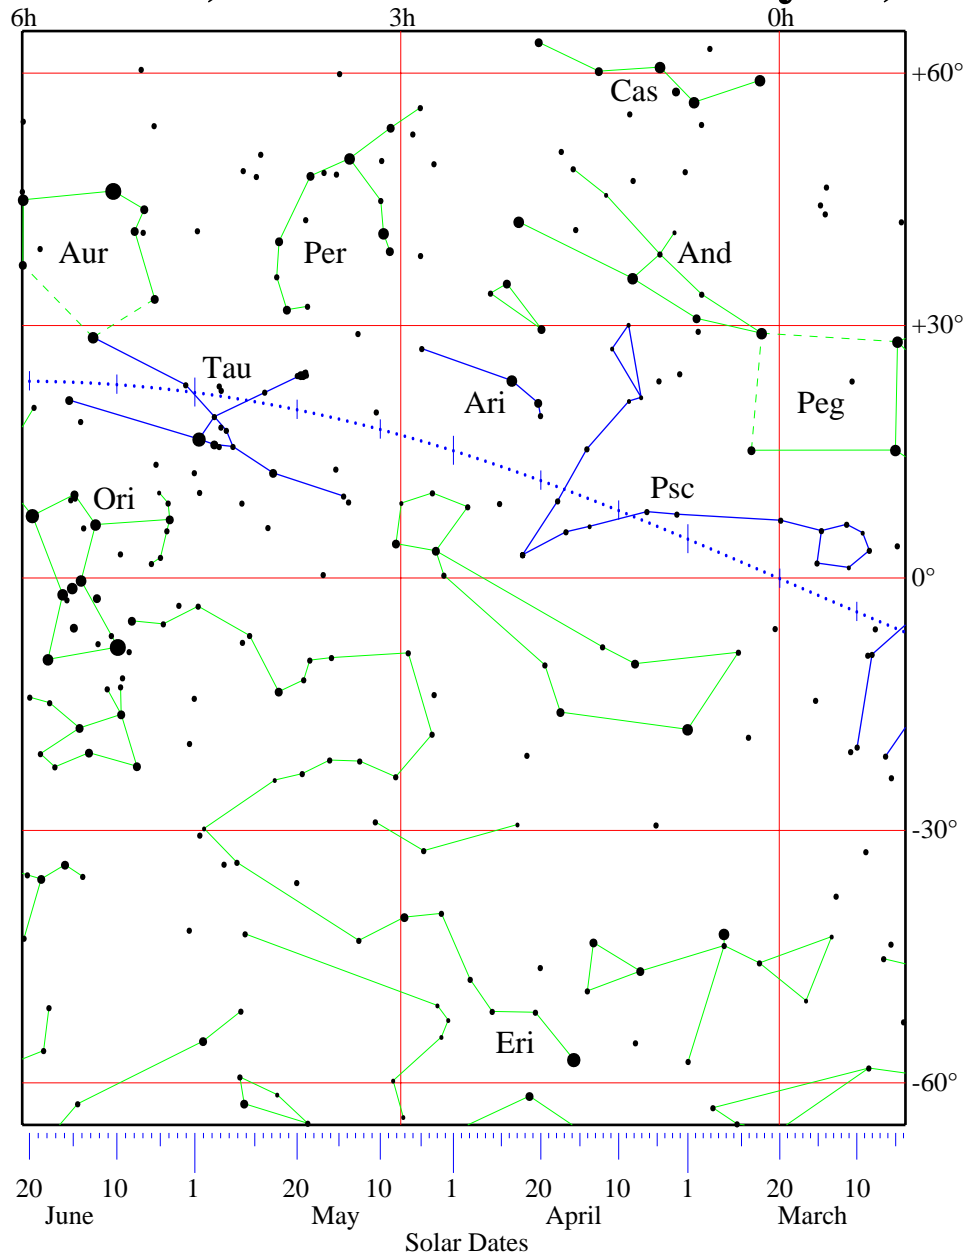 6h 3h 0h
+60°
Cas
Aur Per And
+30°
Tau Ari Peg
Psc
Ori
0°
-30°
Eri
-60°
20 10 1 20 10 1 20 10 1 20 10
June May April March
Solar Dates